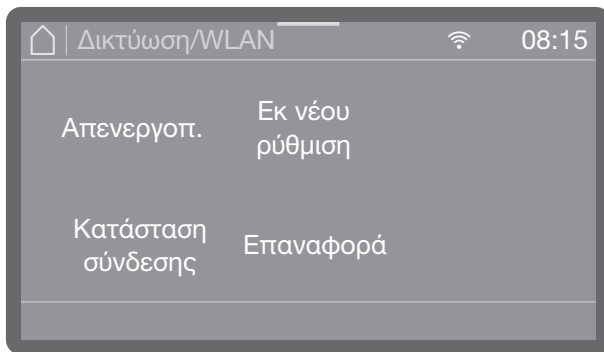 Δικτύωση/WLAN 08:15
Απενεργοπ.
Εκ νέου
ρύθμιση
Κατάσταση
σύνδεσης
Επαναφορά